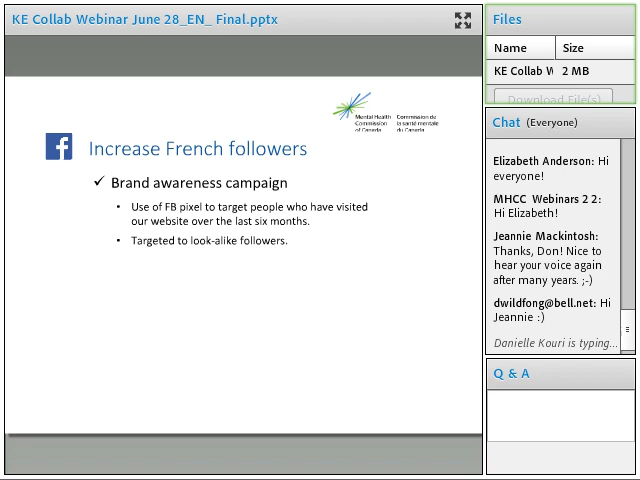 KE Collab Webinar June 28_EN_ Final.pptx
Mental Health Commission de
Commission la santé mentale
of Canada du Canada
Increase French followers
✓ Brand awareness campaign
• Use of FB pixel to target people who have visited
our website over the last six months.
• Targeted to look-alike followers.
Files
Name Size
KE Collab W 2 MB
Download File(s)
Chat (Everyone)
Elizabeth Anderson: Hi
everyone!
MHCC Webinars 2 2:
Hi Elizabeth!
Jeannie Mackintosh:
Thanks, Don! Nice to
hear your voice again
after many years. ;-)
dwildfong@bell.net: Hi
Jeannie :)
Danielle Kouri is typing...
Q & A